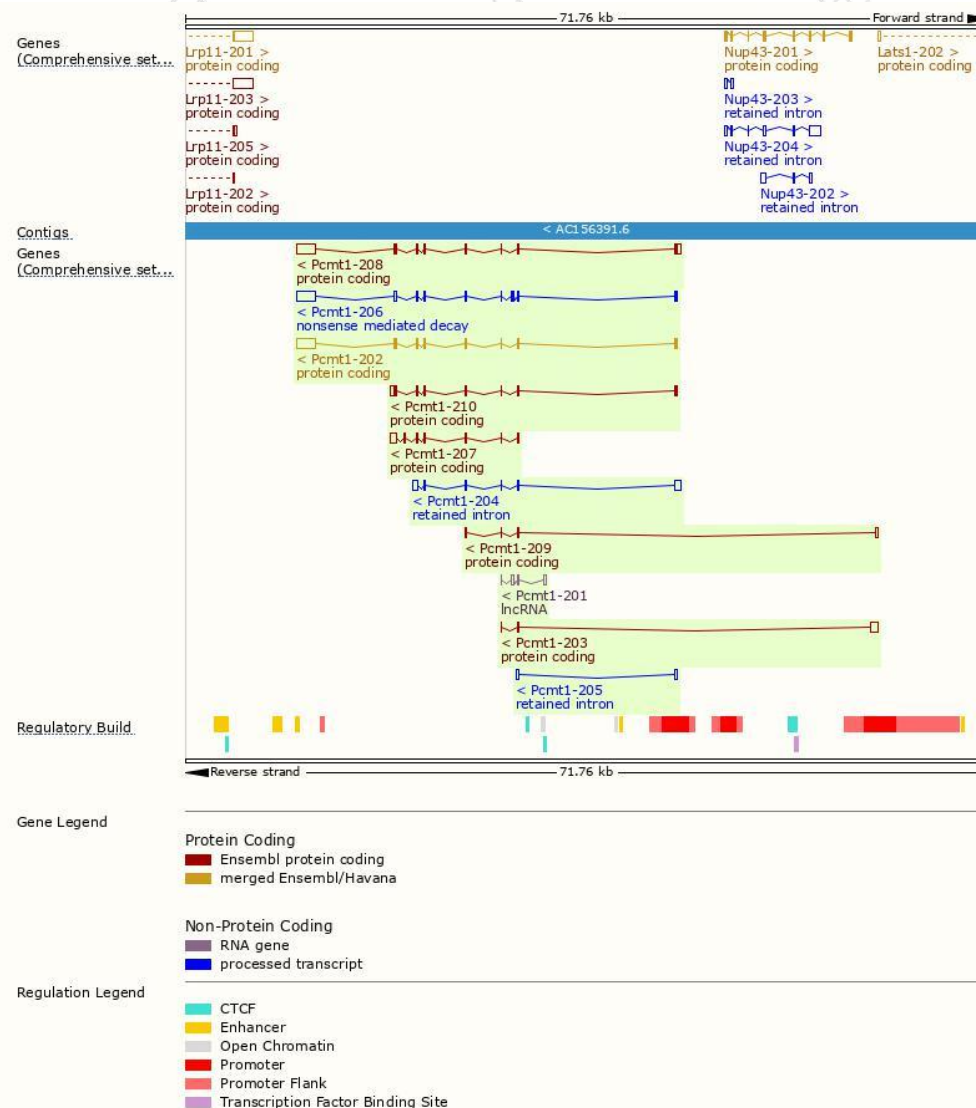 71.76 kb
Forward strand
Genes
(Comprehensive set...
Lrp11-201 >
protein coding
Nup43-201 >
protein coding
Lats1-202 >
protein coding
Lrp11-203 >
protein coding
Nup43-203 >
retained intron
Lrp11-205 >
protein coding
Nup43-204 >
retained intron
Lrp11-202 >
protein coding
Nup43-202 >
retained intron
Contigs
< AC156391.6
Genes
(Comprehensive set...
< Pcmt1-208
protein coding
< Pcmt1-206
nonsense mediated decay
< Pcmt1-202
protein coding
< Pcmt1-210
protein coding
< Pcmt1-207
protein coding
< Pcmt1-204
retained intron
< Pcmt1-209
protein coding
< Pcmt1-201
lncRNA
< Pcmt1-203
protein coding
< Pcmt1-205
retained intron
Regulatory Build
Reverse strand
71.76 kb
Gene Legend
Protein Coding
Ensembl protein coding
merged Ensembl/Havana
Non-Protein Coding
RNA gene
processed transcript
Regulation Legend
CTCF
Enhancer
Open Chromatin
Promoter
Promoter Flank
Transcription Factor Binding Site